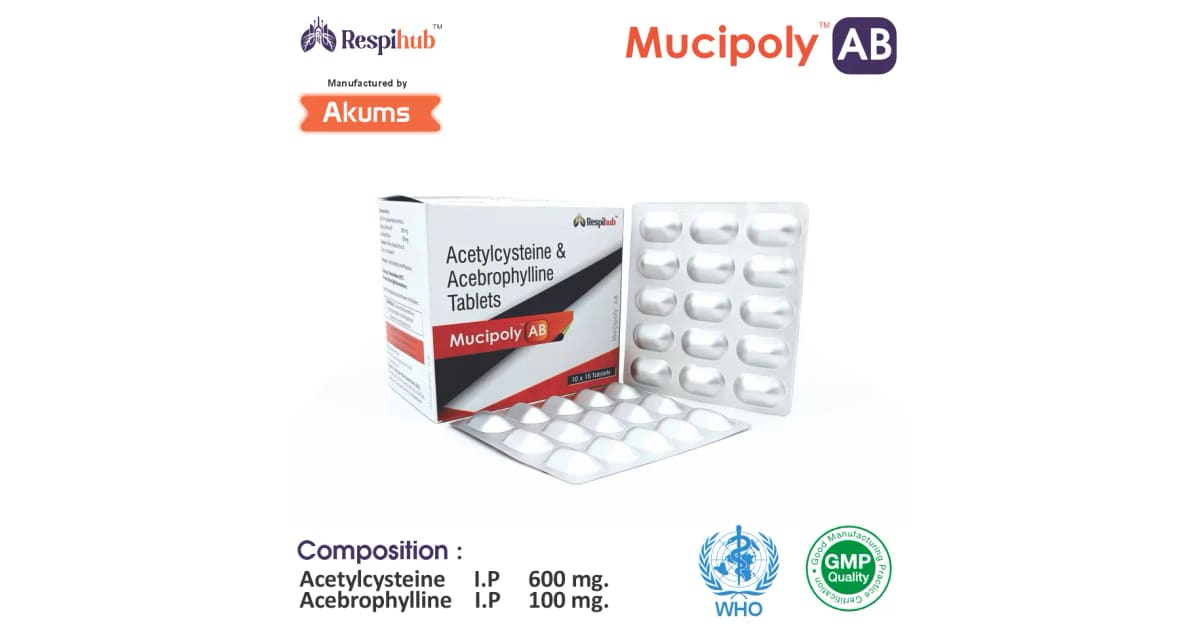 Respihub™
Mucipoly™ AB
Manufactured by
Akums
Respihub™
Acetylcysteine &
Acebrophylline
Tablets
Mucipoly AB
Mucipoly AB
10 x 15 Tablets
Composition :
Acetylcysteine I.P 600 mg.
Acebrophylline I.P 100 mg.
WHO
Good Manufacturing
GMP
Quality
Practice Certification